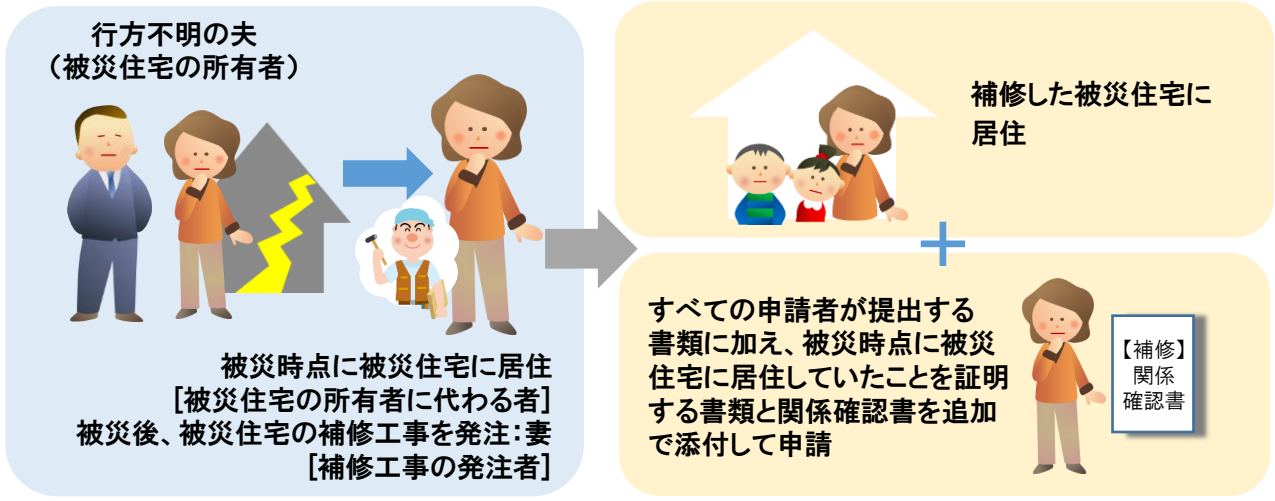 行方不明の夫
（被災住宅の所有者）
被災時点に被災住宅に居住
[被災住宅の所有者に代わる者]
被災後、被災住宅の補修工事を発注：妻
[補修工事の発注者]
補修した被災住宅に
居住
すべての申請者が提出する
書類に加え、被災時点に被災
住宅に居住していたことを証明
する書類と関係確認書を追加
で添付して申請
【補修】
関係
確認書